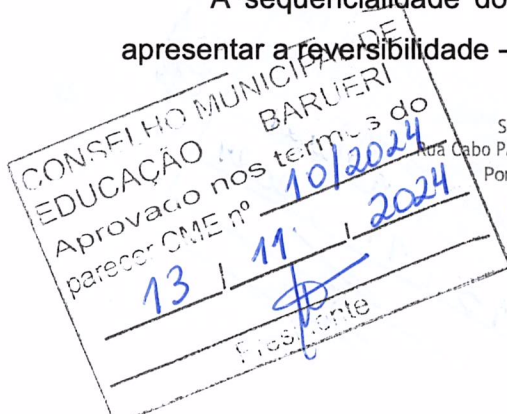 A sequencialidade do
apresentar a reversibilidade -
CONSELHO MUNICIPAL DE
EDUCAÇÃO BARUERI
Aprovado nos termos do
parecer CME nº 10/2024
13 / 11 / 2024
Presidente
S
Rua Cabo P
Por